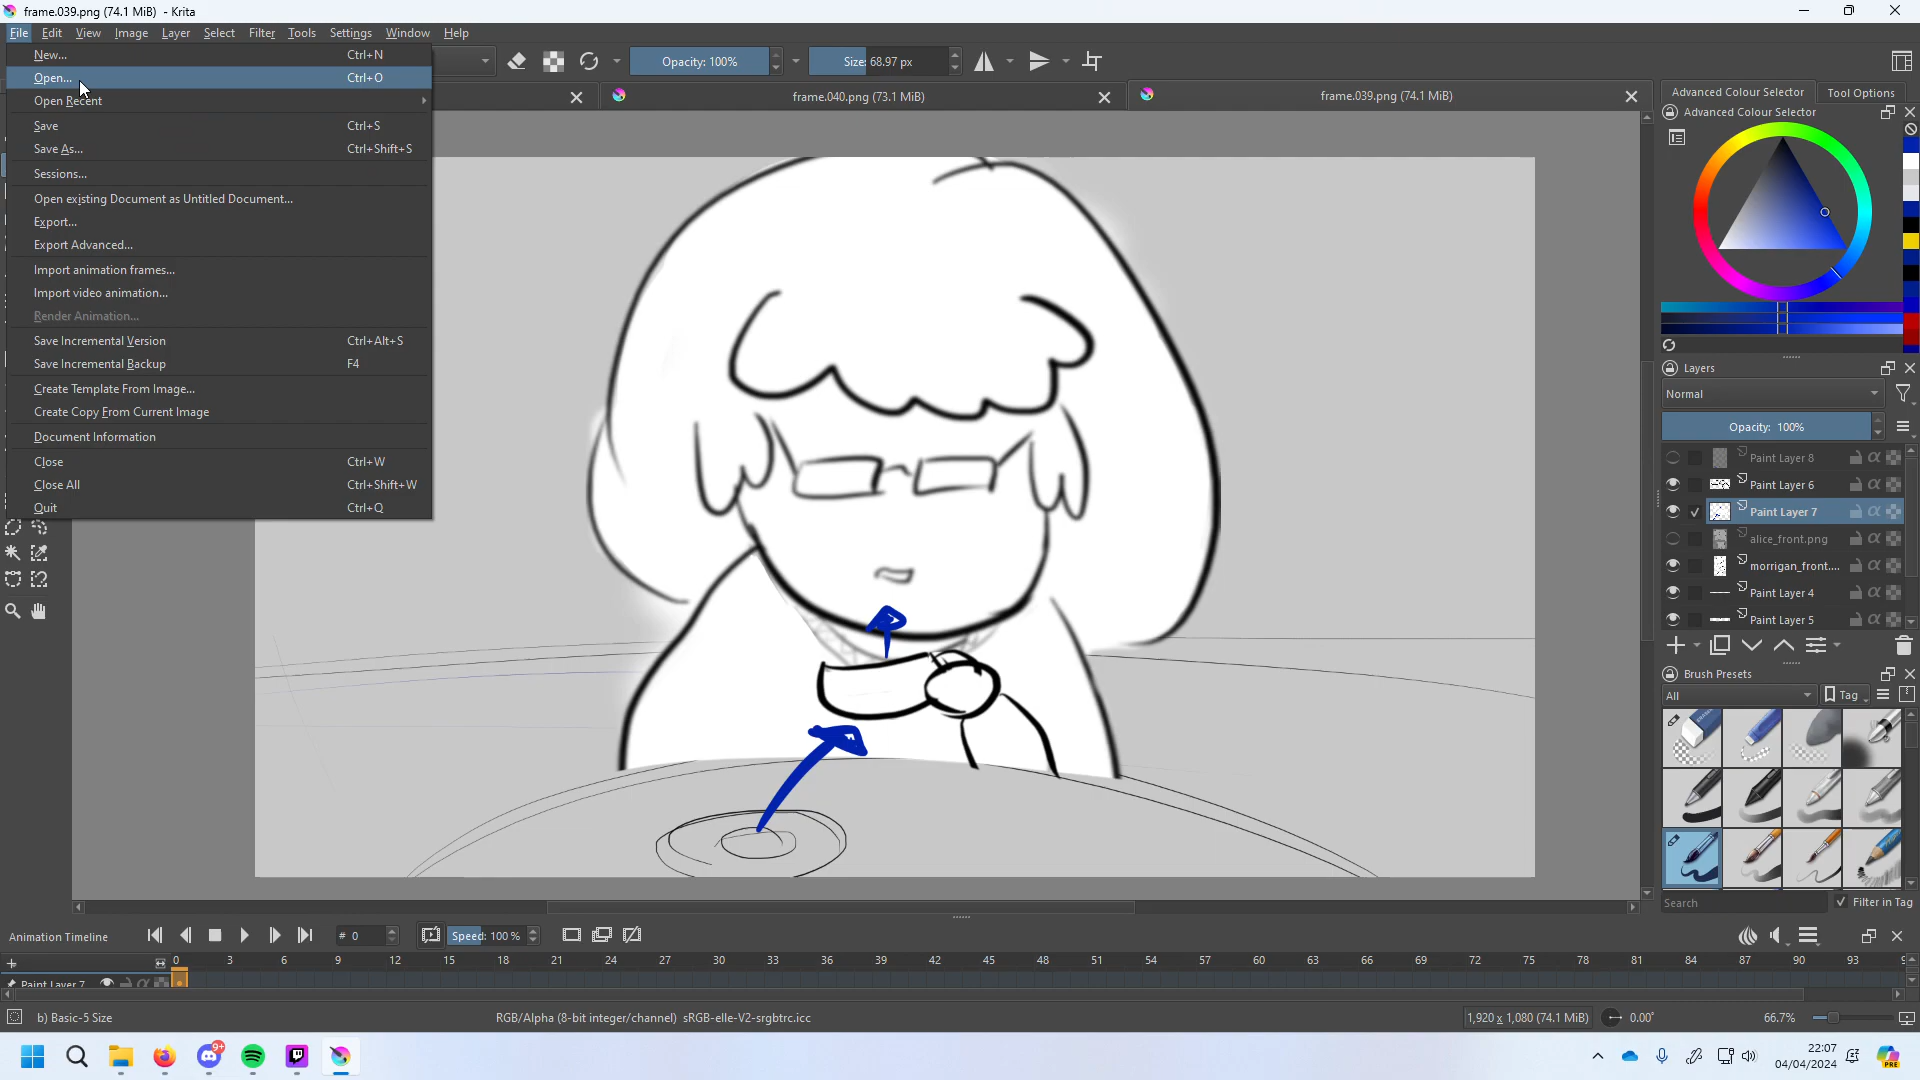 frame.039.png (74.1 MiB) - Krita
File Edit View Image Layer Select Filter Tools Settings Window Help
New... Ctrl+N
Open... Ctrl+O
Open Recent
Save Ctrl+S
Save As... Ctrl+Shift+S
Sessions...
Open existing Document as Untitled Document...
Export...
Export Advanced...
Import animation frames...
Import video animation...
Render Animation...
Save Incremental Version Ctrl+Alt+S
Save Incremental Backup F4
Create Template From Image...
Create Copy From Current Image
Document Information
Close Ctrl+W
Close All Ctrl+Shift+W
Quit Ctrl+Q
Opacity: 100% Size: 68.97 px
frame.040.png (73.1 MiB) frame.039.png (74.1 MiB)
Advanced Colour Selector Tool Options
Advanced Colour Selector
Layers
Normal
Opacity: 100%
Paint Layer 8
Paint Layer 6
Paint Layer 7
alice_front.png
morrigan_front....
Paint Layer 4
Paint Layer 5
Brush Presets
All Tag
Search Filter in Tag
Animation Timeline # 0 Speed: 100 %
0 3 6 9 12 15 18 21 24 27 30 33 36 39 42 45 48 51 54 57 60 63 66 69 72 75 78 81 84 87 90 93
Paint Layer 7
b) Basic-5 Size RGB/Alpha (8-bit integer/channel) sRGB-elle-V2-srgbtrc.icc 1,920 x 1,080 (74.1 MiB) 0.00° 66.7%
9+ 22:07
04/04/2024
PRE